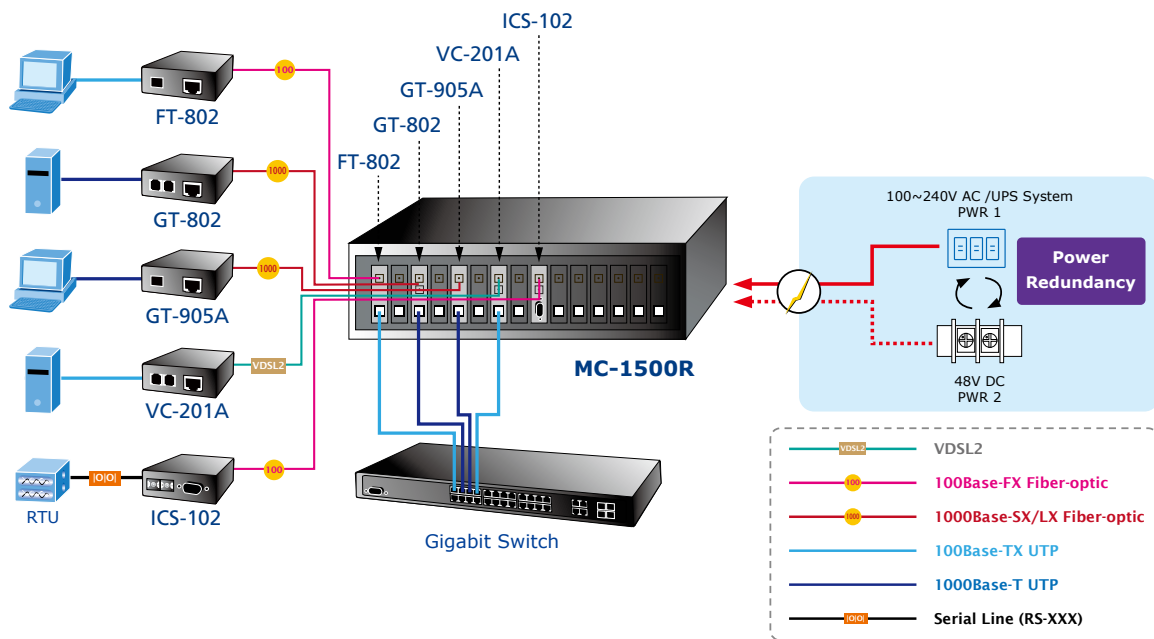 ICS-102
VC-201A
GT-905A
GT-802
FT-802
100
FT-802
1000
GT-802
1000
GT-905A
VDSL2
VC-201A
|O|O|
100
RTU
ICS-102
MC-1500R
Gigabit Switch
100~240V AC /UPS System
PWR 1
Power
Redundancy
48V DC
PWR 2
VDSL2 VDSL2
100 100Base-FX Fiber-optic
1000 1000Base-SX/LX Fiber-optic
100Base-TX UTP
1000Base-T UTP
|O|O| Serial Line (RS-XXX)